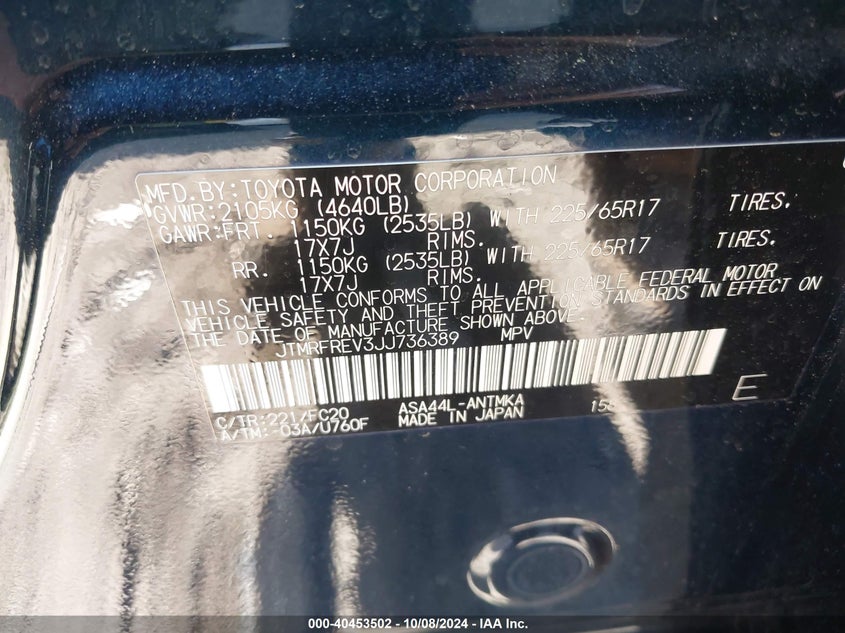 MFD.BY:TOYOTA MOTOR CORPORATION
GVWR:2105KG (4640LB)
GAWR:FRT. 1150KG (2535LB) WITH 225/65R17 TIRES.
17X7J RIMS.
RR. 1150KG (2535LB) WITH 225/65R17 TIRES.
17X7J RIMS.
THIS VEHICLE CONFORMS TO ALL APPLICABLE FEDERAL MOTOR
VEHICLE SAFETY AND THEFT PREVENTION STANDARDS IN EFFECT ON
THE DATE OF MANUFACTURE SHOWN ABOVE.
JTMRFREV3JJ736389 MPV
C/TR:221/FC20 ASA44L-ANTMKA
A/TM:-03A/U760F MADE IN JAPAN
E
000-40453502 - 10/08/2024 - IAA Inc.